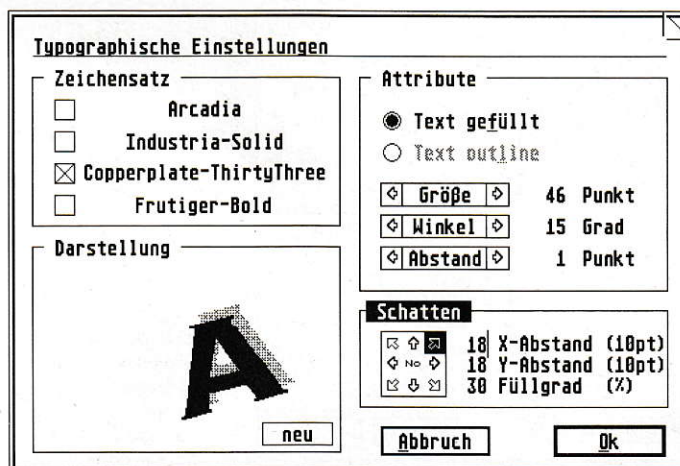 Typographische Einstellungen
Zeichensatz
Arcadia
Industria-Solid
Copperplate-ThirtyThree
Frutiger-Bold
Darstellung
A
neu
Attribute
Text gefüllt
Text outline
Größe 46 Punkt
Winkel 15 Grad
Abstand 1 Punkt
Schatten
18 X-Abstand (10pt)
No 18 Y-Abstand (10pt)
30 Füllgrad (%)
Abbruch
Ok